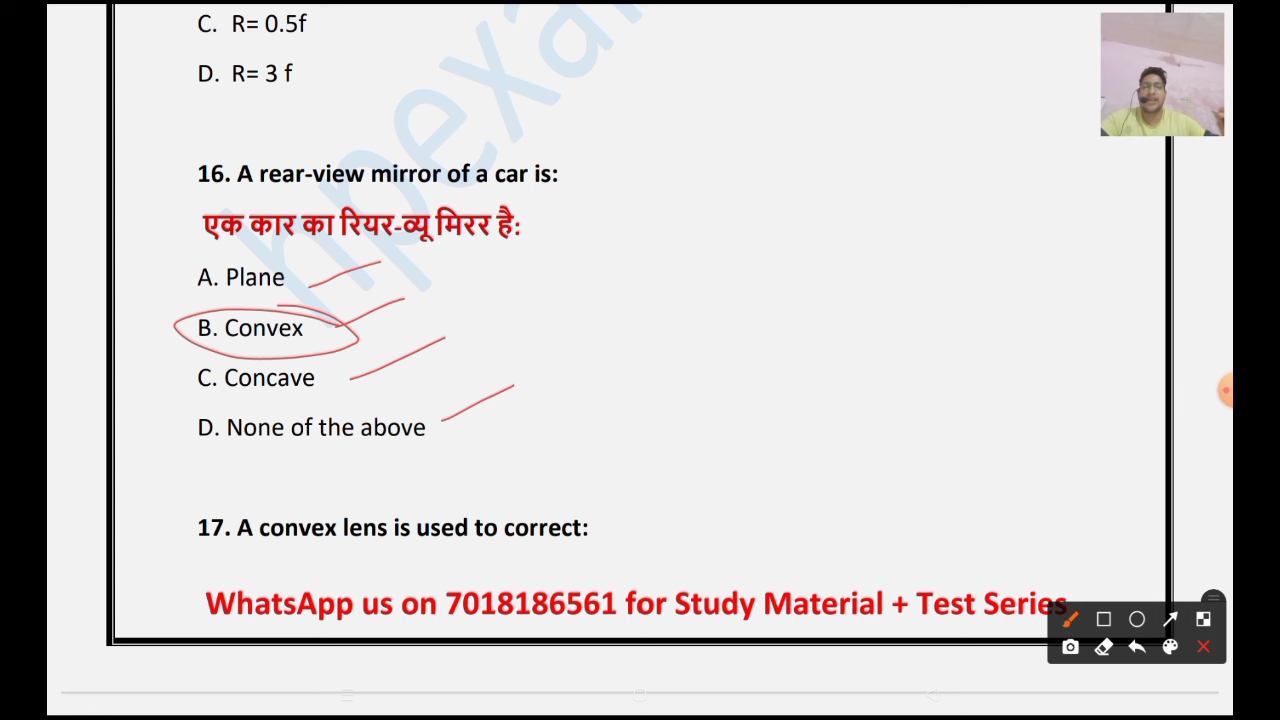 C. R= 0.5f
D. R= 3 f
16. A rear-view mirror of a car is:
एक कार का रियर-व्यू मिरर है:
A. Plane
B. Convex
C. Concave
D. None of the above
17. A convex lens is used to correct:
WhatsApp us on 7018186561 for Study Material + Test Series
hpexa